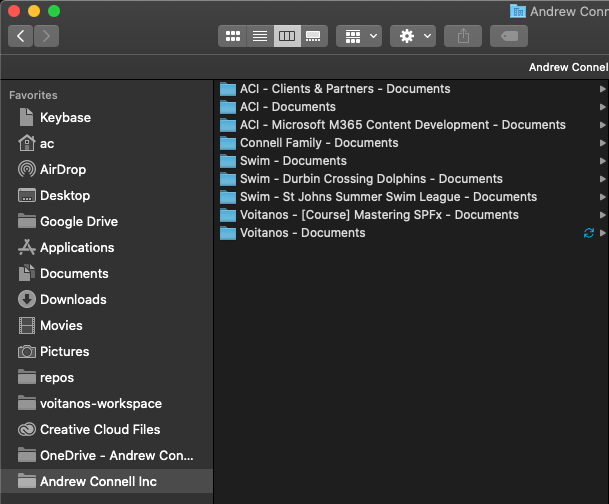 Andrew Connell
Andrew Connel
Favorites
Keybase
ac
AirDrop
Desktop
Google Drive
Applications
Documents
Downloads
Movies
Pictures
repos
voitanos-workspace
Creative Cloud Files
OneDrive - Andrew Con...
Andrew Connell Inc
ACI - Clients & Partners - Documents
ACI - Documents
ACI - Microsoft M365 Content Development - Documents
Connell Family - Documents
Swim - Documents
Swim - Durbin Crossing Dolphins - Documents
Swim - St Johns Summer Swim League - Documents
Voitanos - [Course] Mastering SPFx - Documents
Voitanos - Documents